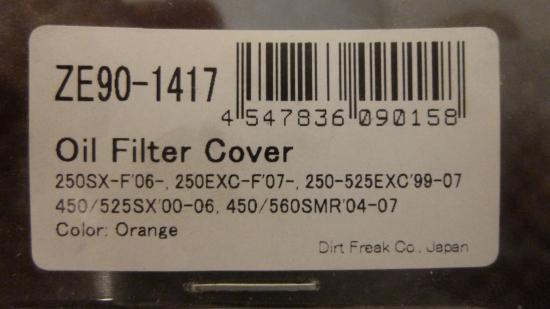 ZE90-1417
4 547836 090158
Oil Filter Cover
250SX-F'06-, 250EXC-F'07-, 250-525EXC'99-07
450/525SX'00-06, 450/560SMR'04-07
Color: Orange
Dirt Freak Co., Japan